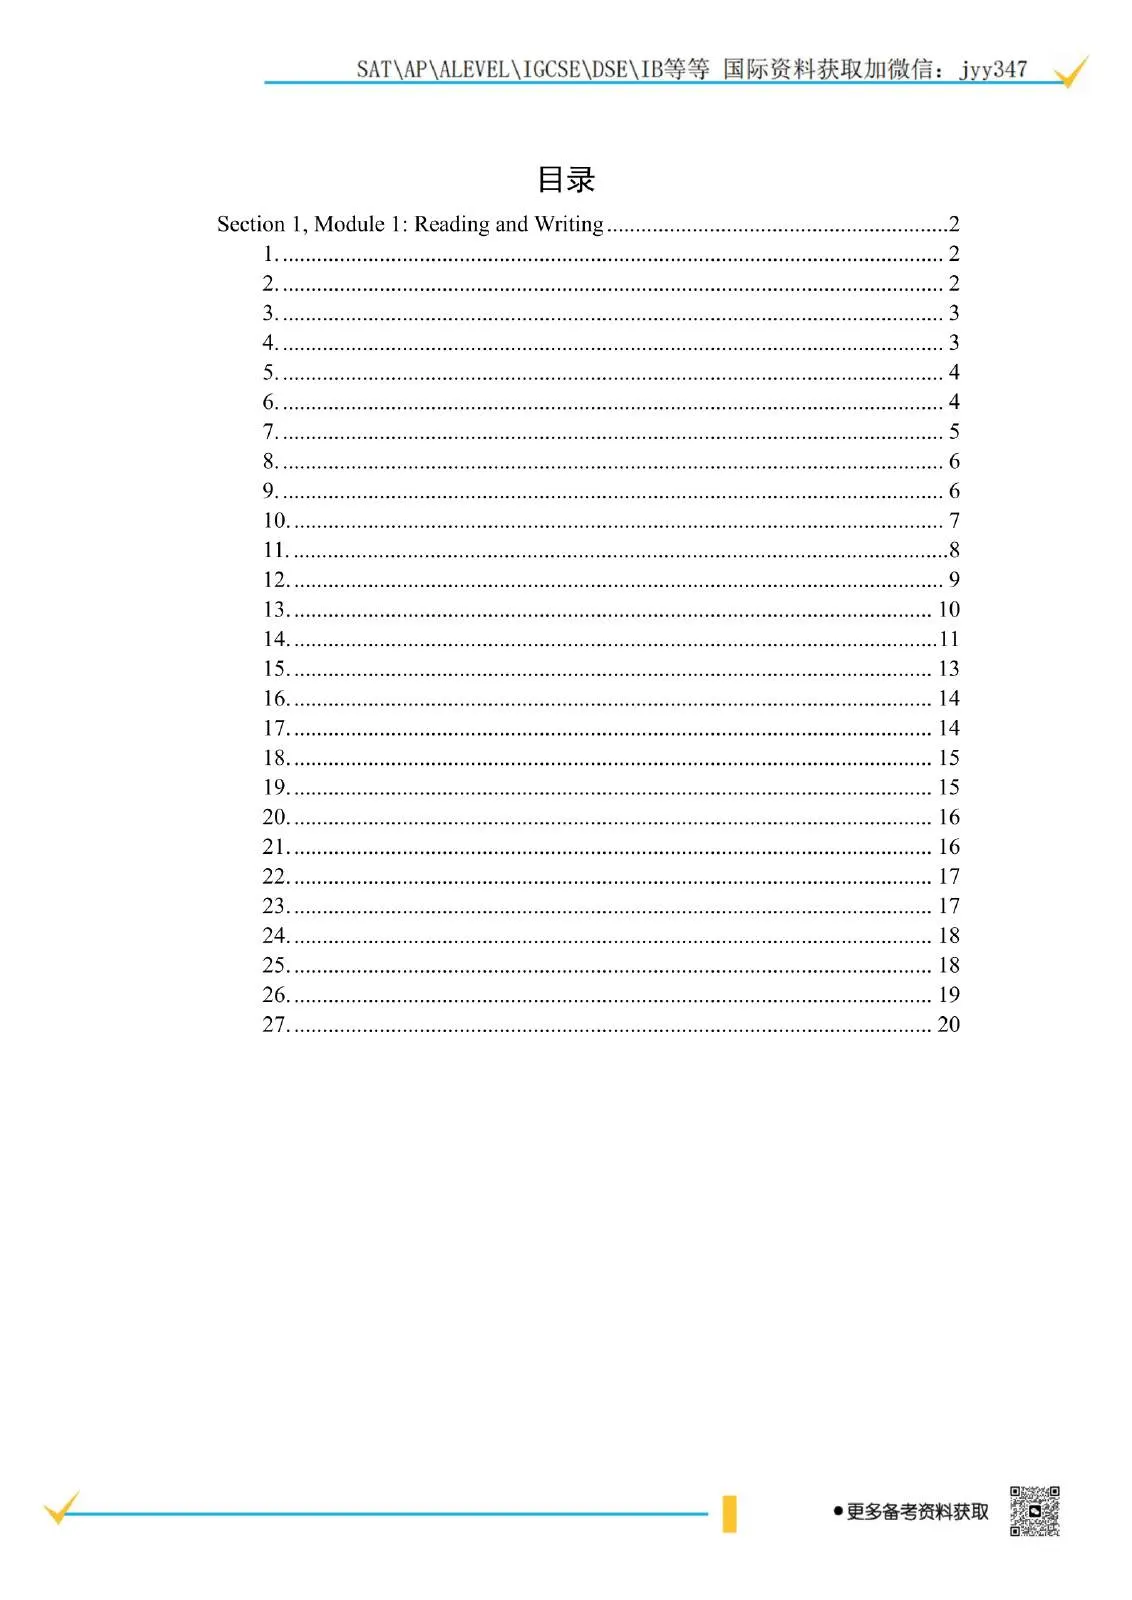 SAT\AP\ALEVEL\IGCSE\DSE\IB等等 国际资料获取加微信：jyy347
目录
Section 1, Module 1: Reading and Writing............................................................2
1. ........................................................................................................................ 2
2. ........................................................................................................................ 2
3. ........................................................................................................................ 3
4. ........................................................................................................................ 3
5. ........................................................................................................................ 4
6. ........................................................................................................................ 4
7. ........................................................................................................................ 5
8. ........................................................................................................................ 6
9. ........................................................................................................................ 6
10. ...................................................................................................................... 7
11. ......................................................................................................................8
12. ...................................................................................................................... 9
13. .................................................................................................................... 10
14. ....................................................................................................................11
15. .................................................................................................................... 13
16. .................................................................................................................... 14
17. .................................................................................................................... 14
18. .................................................................................................................... 15
19. .................................................................................................................... 15
20. .................................................................................................................... 16
21. .................................................................................................................... 16
22. .................................................................................................................... 17
23. .................................................................................................................... 17
24. .................................................................................................................... 18
25. .................................................................................................................... 18
26. .................................................................................................................... 19
27. .................................................................................................................... 20
●更多备考资料获取